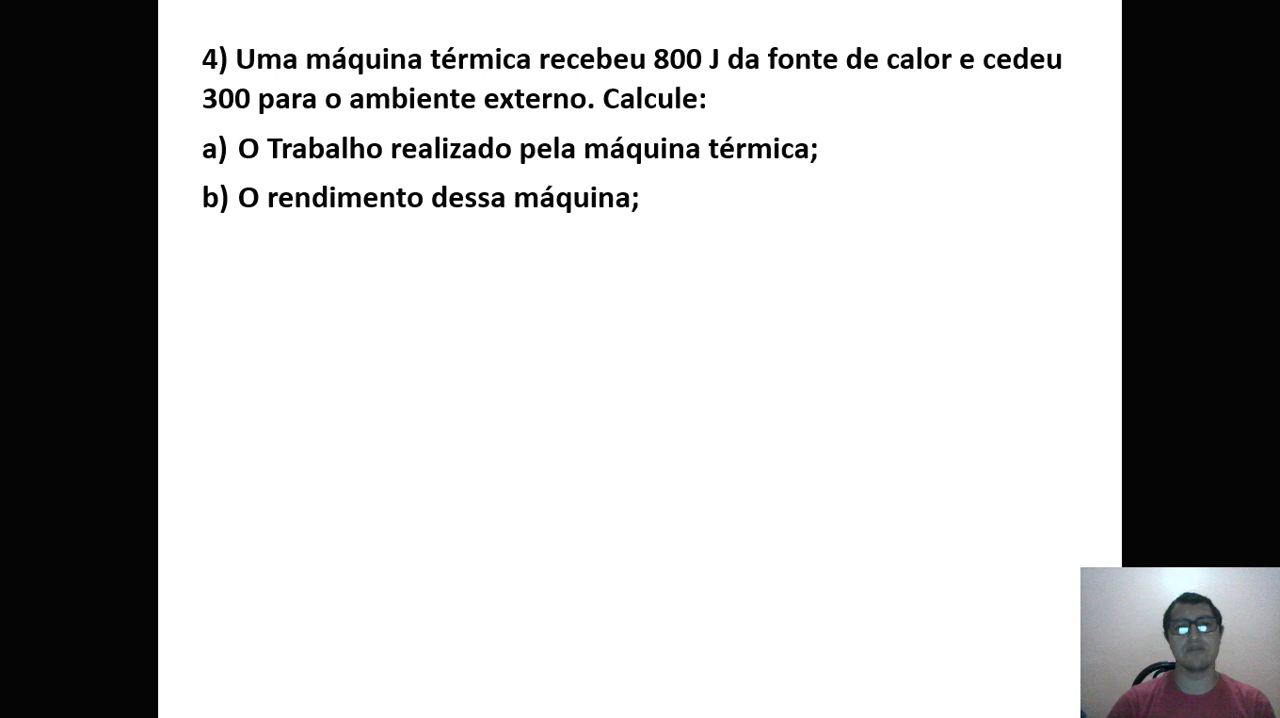 4) Uma máquina térmica recebeu 800 J da fonte de calor e cedeu
300 para o ambiente externo. Calcule:
a) O Trabalho realizado pela máquina térmica;
b) O rendimento dessa máquina;